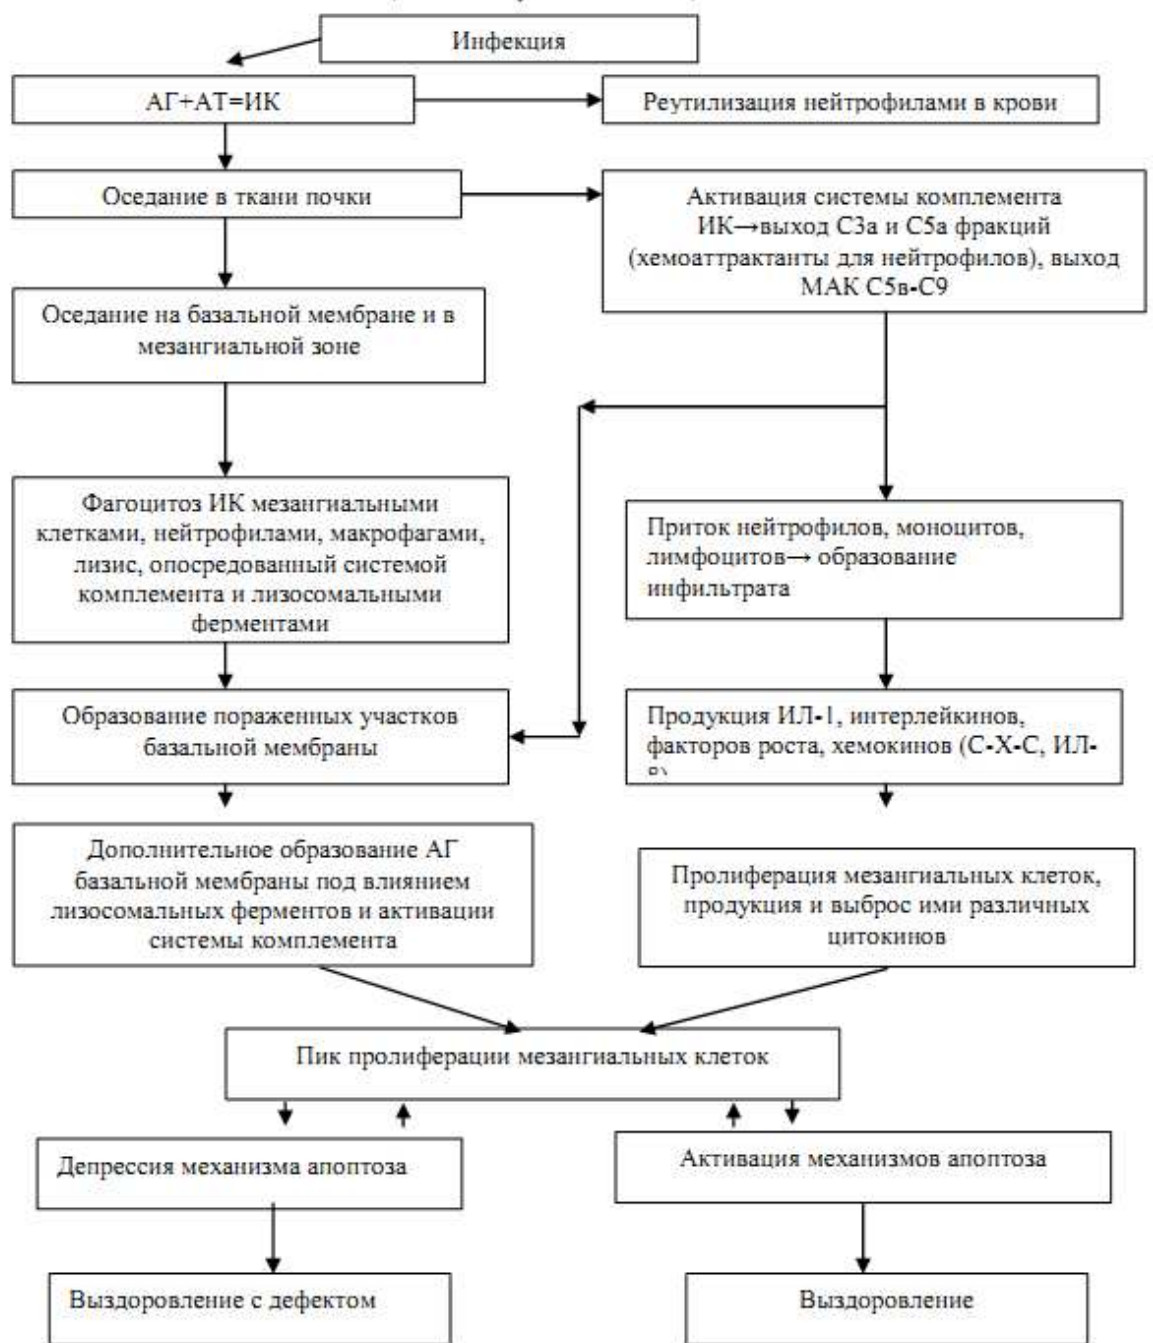 Инфекция
АГ+АТ=ИК
Реутилизация нейтрофилами в крови
Оседание в ткани почки
Активация системы комплемента
ИК→выход С3а и С5а фракций
(хемоаттрактанты для нейтрофилов), выход
МАК С5в-С9
Оседание на базальной мембране и в
мезангиальной зоне
Фагоцитоз ИК мезангиальными
клетками, нейтрофилами, макрофагами,
лизис, опосредованный системой
комплемента и лизосомальными
ферментами
Приток нейтрофилов, моноцитов,
лимфоцитов→ образование
инфильтрата
Образование пораженных участков
базальной мембраны
Продукция ИЛ-1, интерлейкинов,
факторов роста, хемокинов (С-Х-С, ИЛ-
Дополнительное образование АГ
базальной мембраны под влиянием
лизосомальных ферментов и активации
системы комплемента
Пролиферация мезангиальных клеток,
продукция и выброс ими различных
цитокинов
Пик пролиферации мезангиальных клеток
Депрессия механизма апоптоза
Активация механизмов апоптоза
Выздоровление с дефектом
Выздоровление